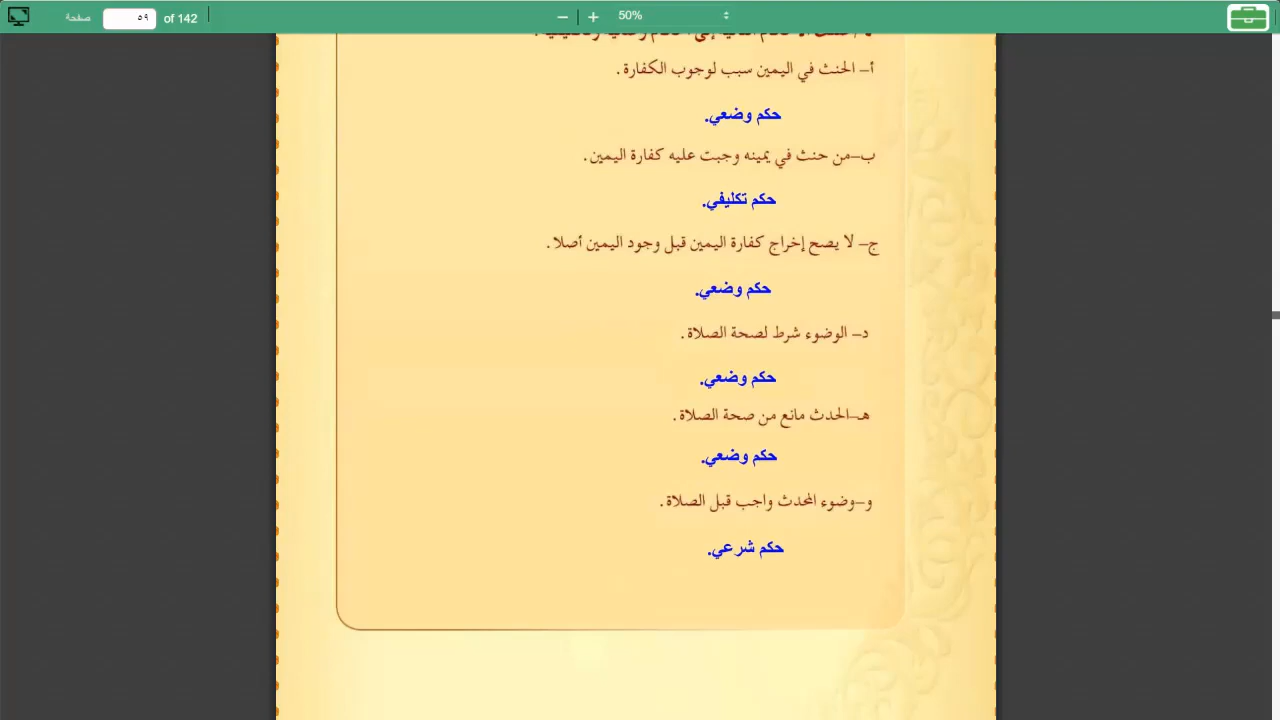 صفحة ٥٩ of 142
50%
أ- الحنث في اليمين سبب لوجوب الكفارة .
حكم وضعي.
ب-من حنث في يمينه وجبت عليه كفارة اليمين .
حكم تكليفي.
ج- لا يصح إخراج كفارة اليمين قبل وجود اليمين أصلا .
حكم وضعي.
د- الوضوء شرط لصحة الصلاة .
حكم وضعي.
هـ-الحدث مانع من صحة الصلاة .
حكم وضعي.
و-وضوء المحدث واجب قبل الصلاة .
حكم شرعي.